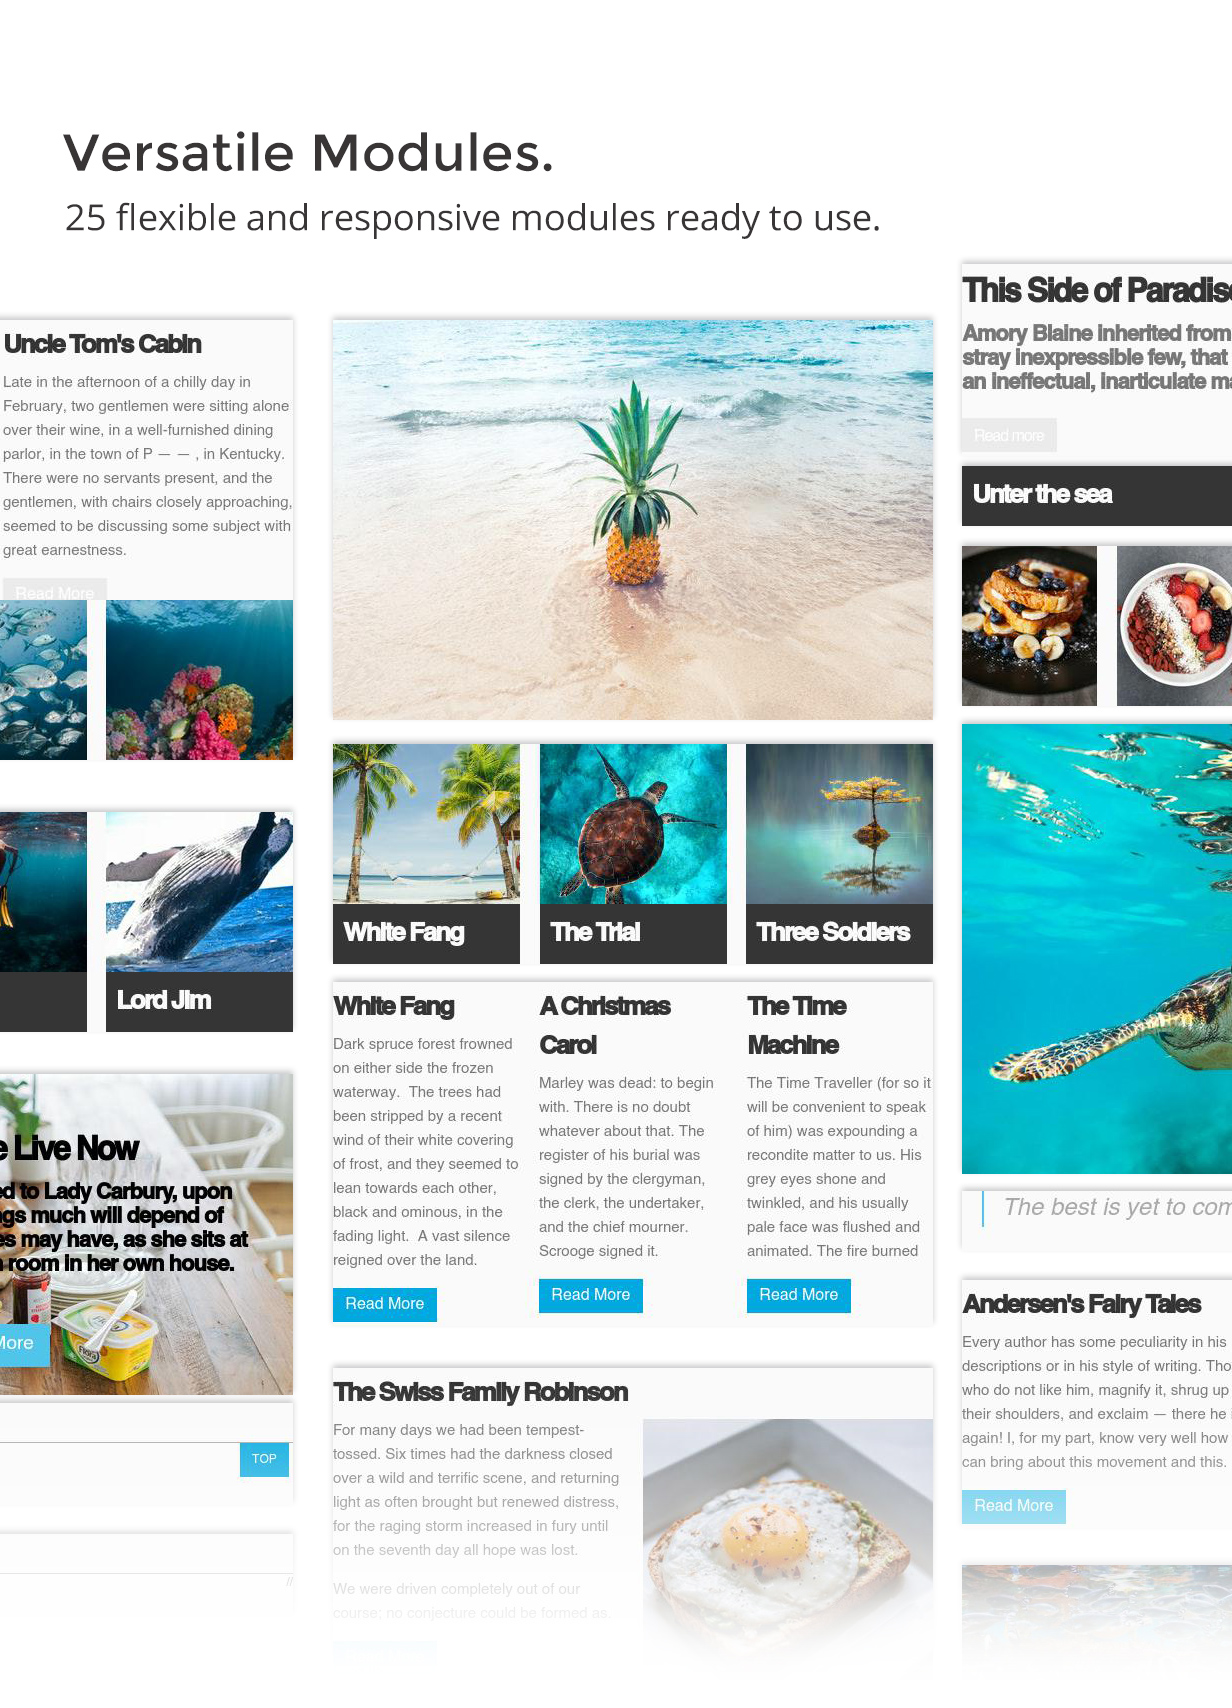 Versatile Modules.
25 flexible and responsive modules ready to use.
Uncle Tom's Cabin
Late in the afternoon of a chilly day in
February, two gentlemen were sitting alone
over their wine, in a well-furnished dining
parlor, in the town of P — — , in Kentucky.
There were no servants present, and the
gentlemen, with chairs closely approaching,
seemed to be discussing some subject with
great earnestness.
Read More
Lord Jim
Live Now
to Lady Carbury, upon
much will depend of
may have, as she sits at
room in her own house.
More
TOP
//
White Fang
The Trial
Three Soldiers
White Fang
Dark spruce forest frowned
on either side the frozen
waterway. The trees had
been stripped by a recent
wind of their white covering
of frost, and they seemed to
lean towards each other,
black and ominous, in the
fading light. A vast silence
reigned over the land.
Read More
A Christmas
Carol
Marley was dead: to begin
with. There is no doubt
whatever about that. The
register of his burial was
signed by the clergyman,
the clerk, the undertaker,
and the chief mourner.
Scrooge signed it.
Read More
The Time
Machine
The Time Traveller (for so it
will be convenient to speak
of him) was expounding a
recondite matter to us. His
grey eyes shone and
twinkled, and his usually
pale face was flushed and
animated. The fire burned
Read More
The Swiss Family Robinson
For many days we had been tempest-
tossed. Six times had the darkness closed
over a wild and terrific scene, and returning
light as often brought but renewed distress,
for the raging storm increased in fury until
on the seventh day all hope was lost.
We were driven completely out of our
course; no conjecture could be formed as.
This Side of Paradise
Amory Blaine inherited from
stray inexpressible few, that
an ineffectual, inarticulate
Read more
Unter the sea
The best is yet to com
Andersen's Fairy Tales
Every author has some peculiarity in his
descriptions or in his style of writing. Tho
who do not like him, magnify it, shrug up
their shoulders, and exclaim — there he
again! I, for my part, know very well how
can bring about this movement and this.
Read More